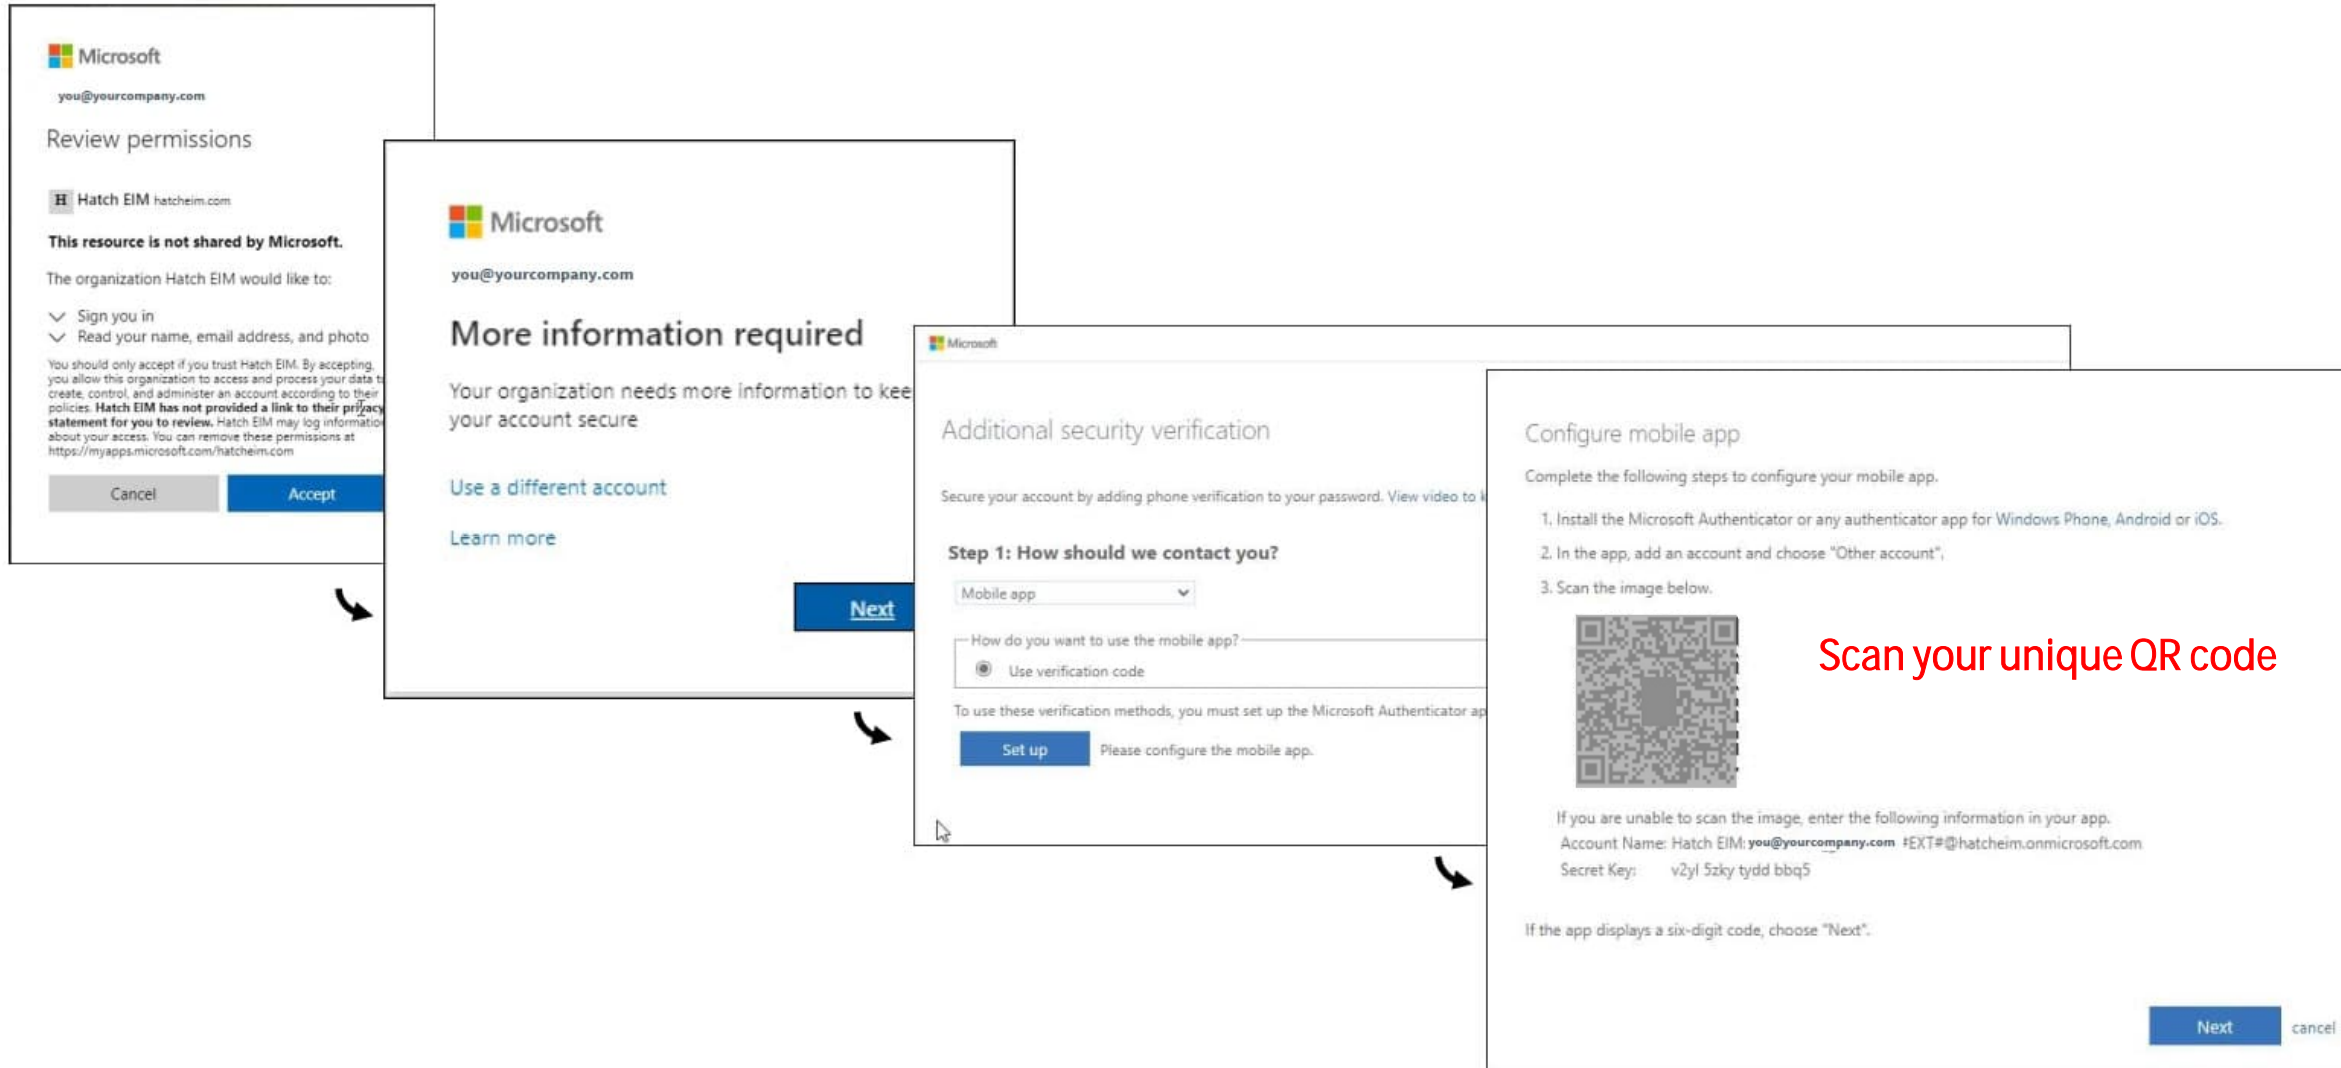 Microsoft
you@yourcompany.com
Review permissions
H Hatch EIM hatcheim.com
This resource is not shared by Microsoft.
The organization Hatch EIM would like to:
Sign you in
Read your name, email address, and photo
You should only accept if you trust Hatch EIM. By accepting,
you allow this organization to access and process your data to
create, control, and administer an account according to their
policies. Hatch EIM has not provided a link to their privacy
statement for you to review. Hatch EIM may log information
about your access. You can remove these permissions at
https://myapps.microsoft.com/hatcheim.com
Cancel
Accept
Microsoft
you@yourcompany.com
More information required
Your organization needs more information to kee
your account secure
Use a different account
Learn more
Next
Microsoft
Additional security verification
Secure your account by adding phone verification to your password. View video to k
Step 1: How should we contact you?
Mobile app
How do you want to use the mobile app?
Use verification code
To use these verification methods, you must set up the Microsoft Authenticator ap
Set up
Please configure the mobile app.
Configure mobile app
Complete the following steps to configure your mobile app.
1. Install the Microsoft Authenticator or any authenticator app for Windows Phone, Android or iOS.
2. In the app, add an account and choose "Other account".
3. Scan the image below.
Scan your unique QR code
If you are unable to scan the image, enter the following information in your app.
Account Name: Hatch EIM: you@yourcompany.com #EXT#@hatcheim.onmicrosoft.com
Secret Key: v2yl 5zky tydd bbq5
If the app displays a six-digit code, choose "Next".
Next
cancel